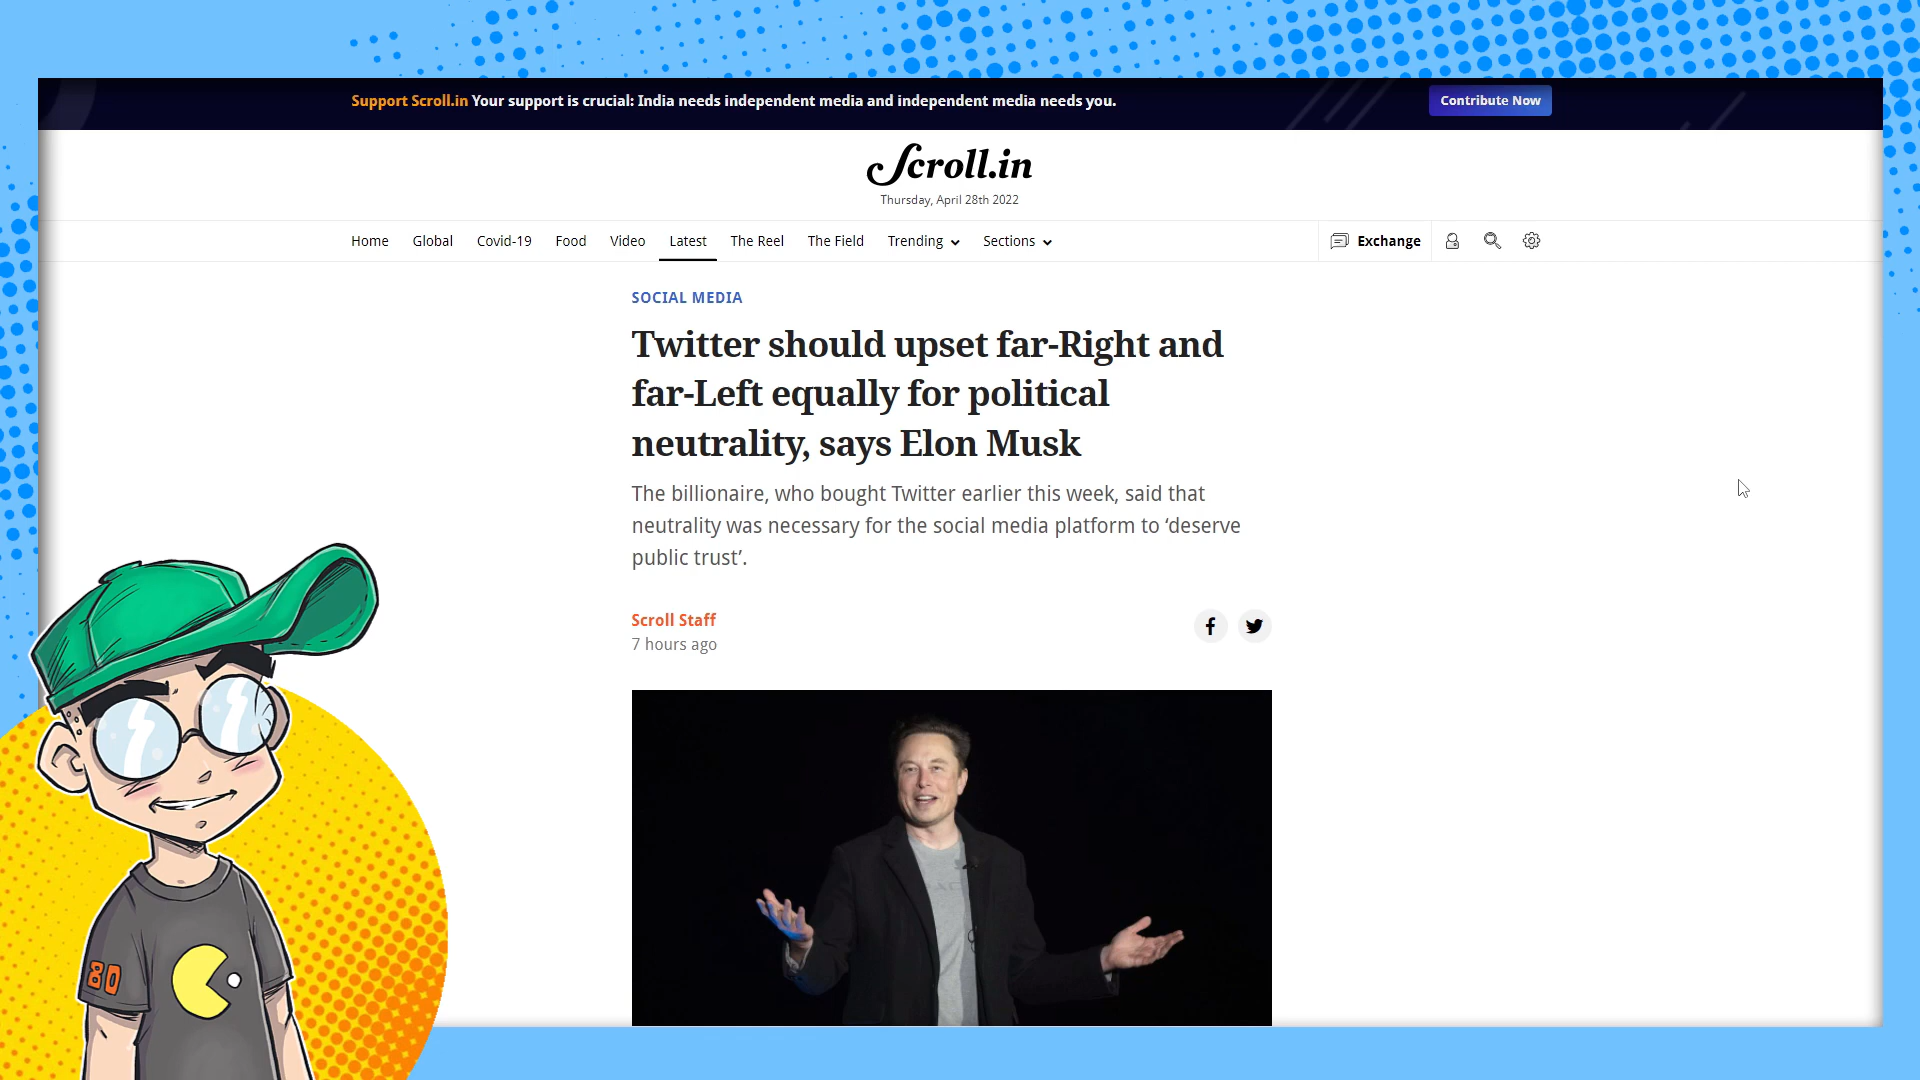 Support Scroll.in Your support is crucial: India needs independent media and independent media needs you.
Contribute Now
Scroll.in
Thursday, April 28th 2022
Home Global Covid-19 Food Video Latest The Reel The Field Trending Sections Exchange
SOCIAL MEDIA
Twitter should upset far-Right and
far-Left equally for political
neutrality, says Elon Musk
The billionaire, who bought Twitter earlier this week, said that
neutrality was necessary for the social media platform to ‘deserve
public trust’.
Scroll Staff
7 hours ago
80